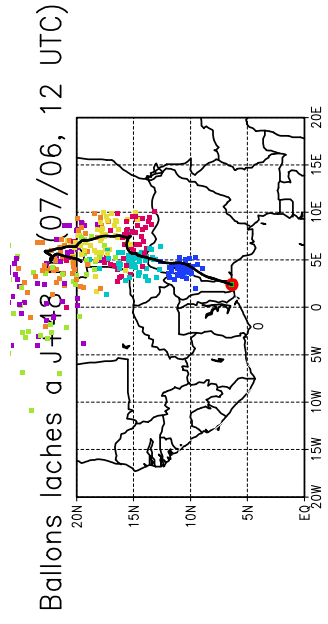 Ballons laches a J+48 (07/06, 12 UTC)
20N
15N
10N
5N
EQ
20W
15W
10W
5W
0
5E
10E
15E
20E
0